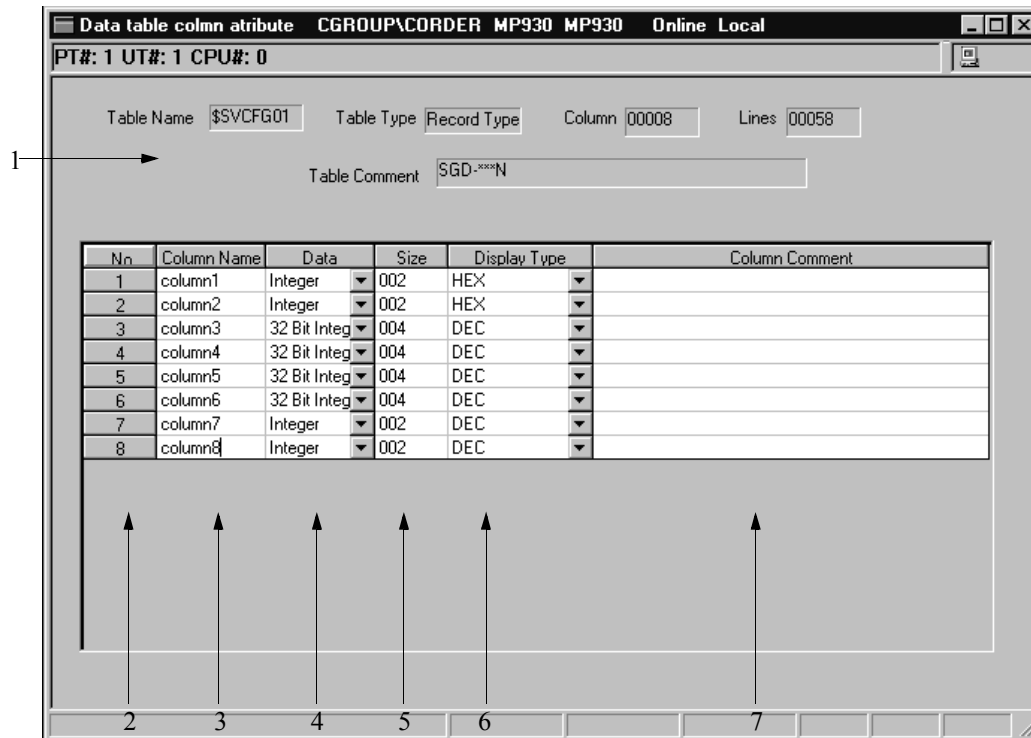 Data table colmn atribute CGROUP\CORDER MP930 MP930 Online Local
PT#: 1 UT#: 1 CPU#: 0
Table Name $SVCFG01 Table Type Record Type Column 00008 Lines 00058
1
Table Comment SGD-***N
No Column Name Data Size Display Type Column Comment
1 column1 Integer 002 HEX
2 column2 Integer 002 HEX
3 column3 32 Bit Integ 004 DEC
4 column4 32 Bit Integ 004 DEC
5 column5 32 Bit Integ 004 DEC
6 column6 32 Bit Integ 004 DEC
7 column7 Integer 002 DEC
8 column8 Integer 002 DEC
2 3 4 5 6 7